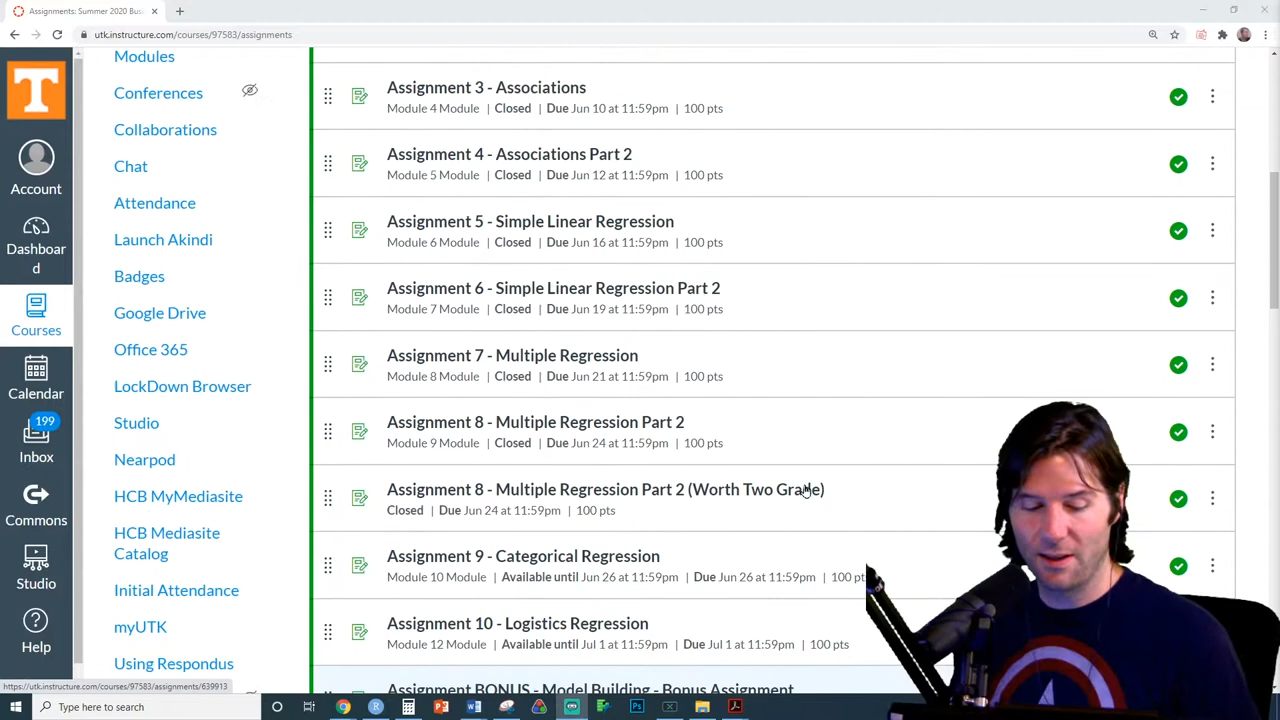 Assignments: Summer 2020 Bus
utk.instructure.com/courses/97583/assignments
T
Account
Dashboar
d
Courses
Calendar
199
Inbox
Commons
Studio
Help
Modules
Conferences
Collaborations
Chat
Attendance
Launch Akindi
Badges
Google Drive
Office 365
LockDown Browser
Studio
Nearpod
HCB MyMediasite
HCB Mediasite
Catalog
Initial Attendance
myUTK
Using Respondus
Assignment 3 - Associations
Module 4 Module | Closed | Due Jun 10 at 11:59pm | 100 pts
Assignment 4 - Associations Part 2
Module 5 Module | Closed | Due Jun 12 at 11:59pm | 100 pts
Assignment 5 - Simple Linear Regression
Module 6 Module | Closed | Due Jun 16 at 11:59pm | 100 pts
Assignment 6 - Simple Linear Regression Part 2
Module 7 Module | Closed | Due Jun 19 at 11:59pm | 100 pts
Assignment 7 - Multiple Regression
Module 8 Module | Closed | Due Jun 21 at 11:59pm | 100 pts
Assignment 8 - Multiple Regression Part 2
Module 9 Module | Closed | Due Jun 24 at 11:59pm | 100 pts
Assignment 8 - Multiple Regression Part 2 (Worth Two Grade)
Closed | Due Jun 24 at 11:59pm | 100 pts
Assignment 9 - Categorical Regression
Module 10 Module | Available until Jun 26 at 11:59pm | Due Jun 26 at 11:59pm | 100 pt
Assignment 10 - Logistics Regression
Module 12 Module | Available until Jul 1 at 11:59pm | Due Jul 1 at 11:59pm | 100 pts
Assignment BONUS - Model Building - Bonus Assignment
https://utk.instructure.com/courses/97583/assignments/639913
Type here to search